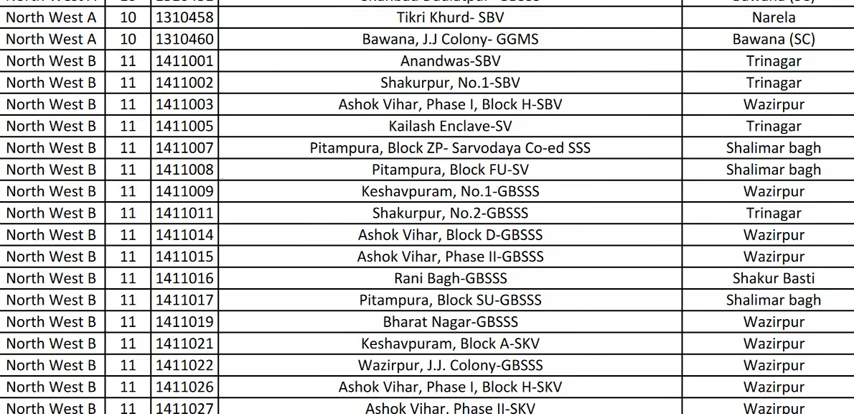 North West A 10 1310458 Tikri Khurd- SBV Narela
North West A 10 1310460 Bawana, J.J Colony- GGMS Bawana (SC)
North West B 11 1411001 Anandwas-SBV Trinagar
North West B 11 1411002 Shakurpur, No.1-SBV Trinagar
North West B 11 1411003 Ashok Vihar, Phase I, Block H-SBV Wazirpur
North West B 11 1411005 Kailash Enclave-SV Trinagar
North West B 11 1411007 Pitampura, Block ZP- Sarvodaya Co-ed SSS Shalimar bagh
North West B 11 1411008 Pitampura, Block FU-SV Shalimar bagh
North West B 11 1411009 Keshavpuram, No.1-GBSSS Wazirpur
North West B 11 1411011 Shakurpur, No.2-GBSSS Trinagar
North West B 11 1411014 Ashok Vihar, Block D-GBSSS Wazirpur
North West B 11 1411015 Ashok Vihar, Phase II-GBSSS Wazirpur
North West B 11 1411016 Rani Bagh-GBSSS Shakur Basti
North West B 11 1411017 Pitampura, Block SU-GBSSS Shalimar bagh
North West B 11 1411019 Bharat Nagar-GBSSS Wazirpur
North West B 11 1411021 Keshavpuram, Block A-SKV Wazirpur
North West B 11 1411022 Wazirpur, J.J. Colony-GBSSS Wazirpur
North West B 11 1411026 Ashok Vihar, Phase I, Block H-SKV Wazirpur
North West B 11 1411027 Ashok Vihar, Phase II-SKV Wazirpur